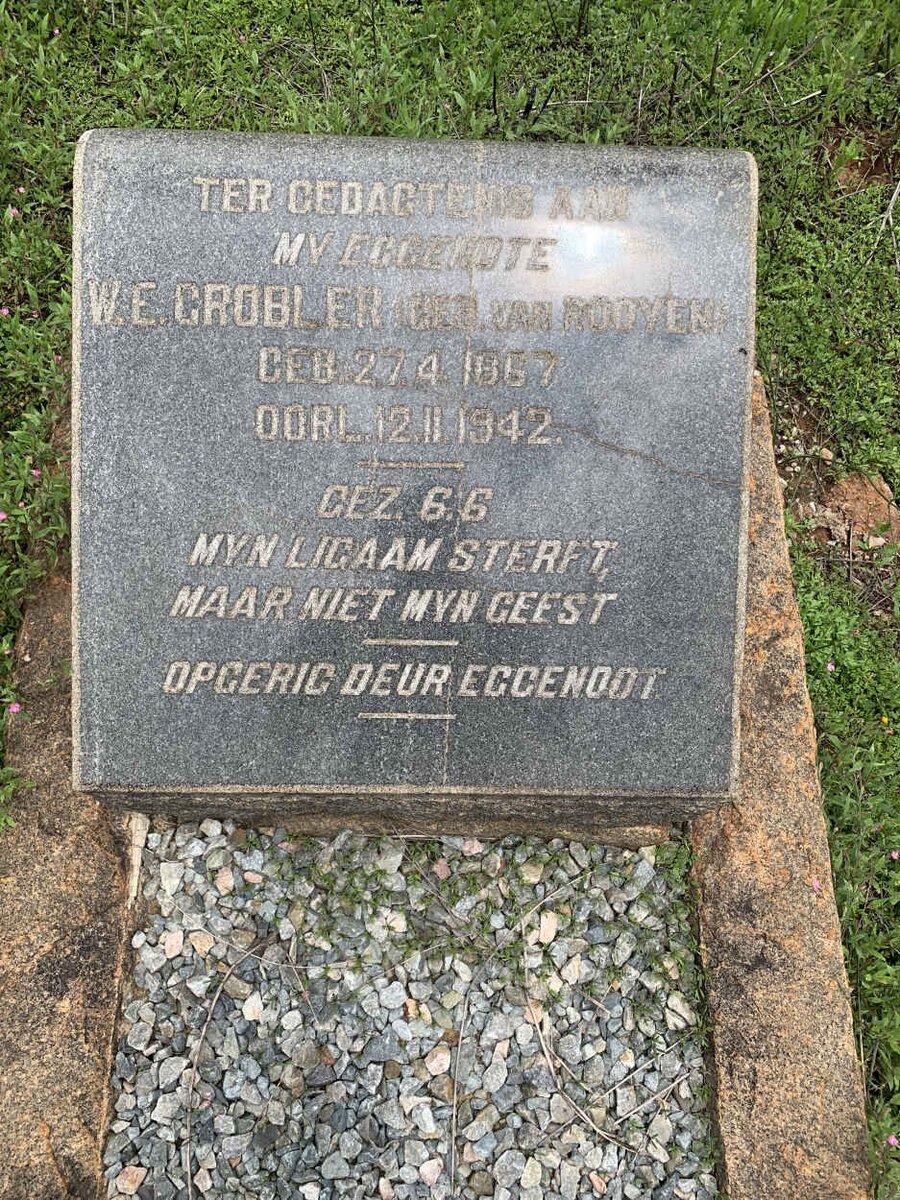 TER GEDAGTENIS AAN
MY EGGENOTE
W.E. GROBLER (GEB. VAN ROOYEN)
GEB. 27.4. 1867
OORL. 12.11. 1942.
GEZ. 6.6
MYN LIGAAM STERFT,
MAAR NIET MYN GEEST
OPGERIG DEUR EGGENOOT.